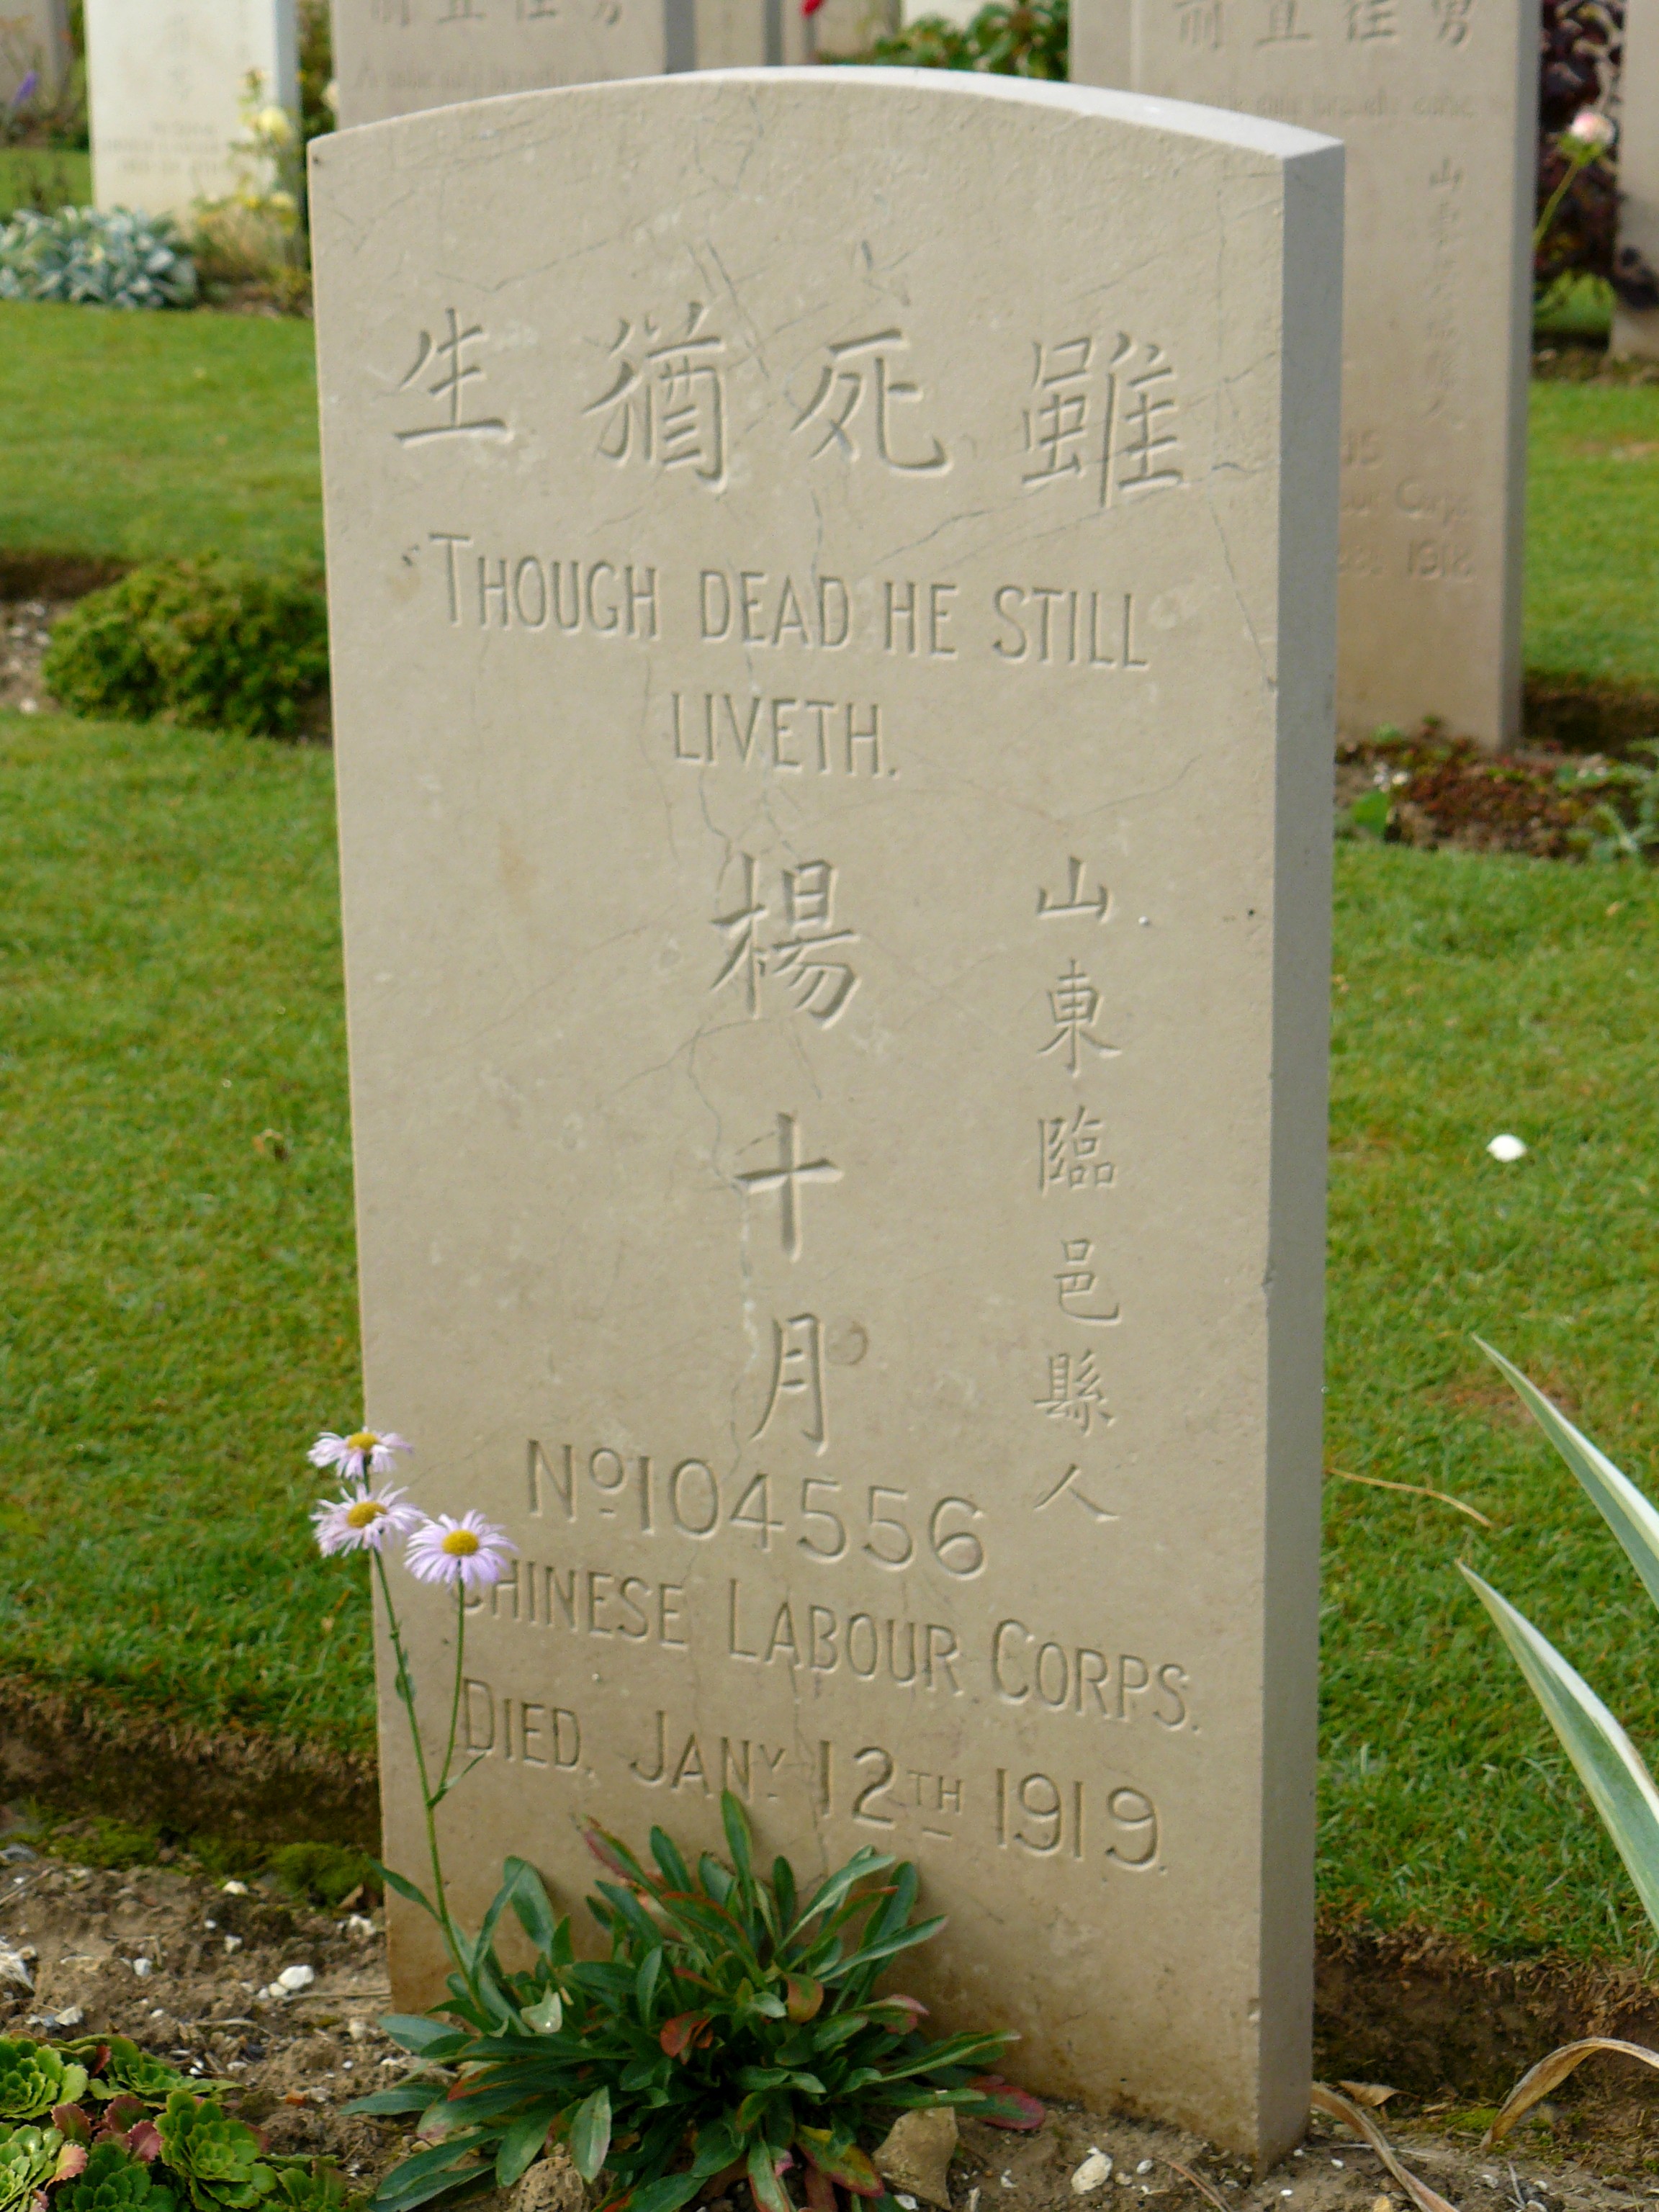 雖死猶生
"THOUGH DEAD HE STILL
LIVETH.
山東臨邑縣人
楊十月
No 104556
CHINESE LABOUR CORPS.
DIED. JANY. 12TH 1919.
1918.